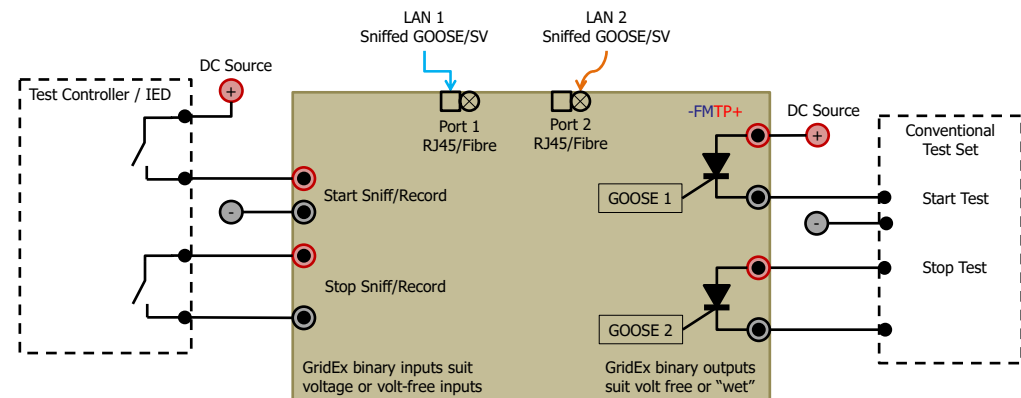 LAN 1
Sniffed GOOSE/SV
LAN 2
Sniffed GOOSE/SV
DC Source
+
Test Controller / IED
Port 1
RJ45/Fibre
Port 2
RJ45/Fibre
-FMTP+
DC Source
+
Conventional
Test Set
Start Sniff/Record
-
GOOSE 1
Start Test
-
Stop Sniff/Record
Stop Test
GOOSE 2
GridEx binary inputs suit
voltage or volt-free inputs
GridEx binary outputs
suit volt free or “wet”